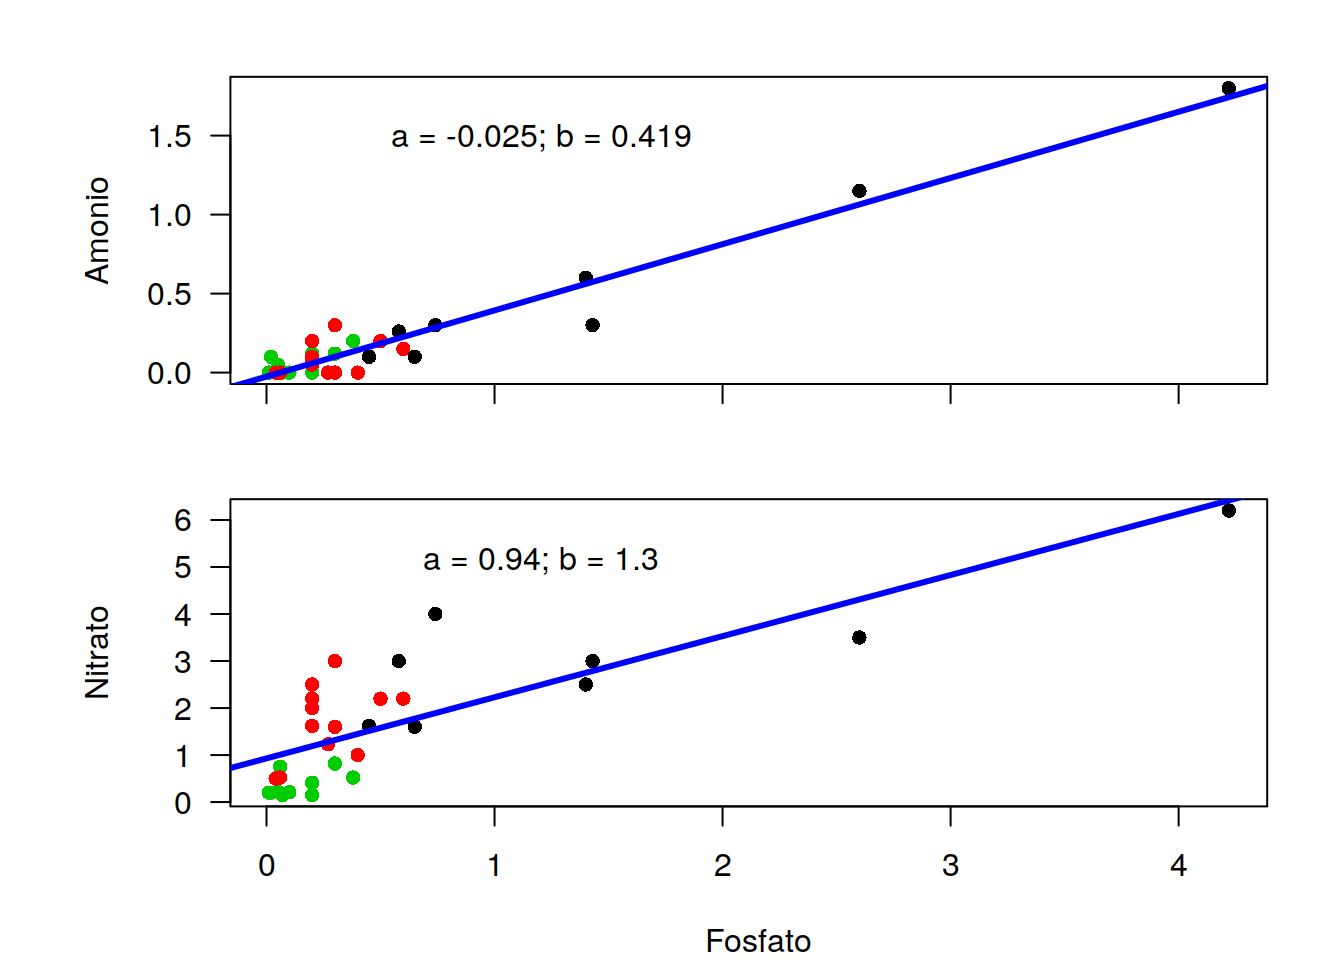 a = -0.025; b = 0.419
Amonio
1.5
1.0
0.5
0.0
a = 0.94; b = 1.3
Nitrato
6
5
4
3
2
1
0
0 1 2 3 4
Fosfato